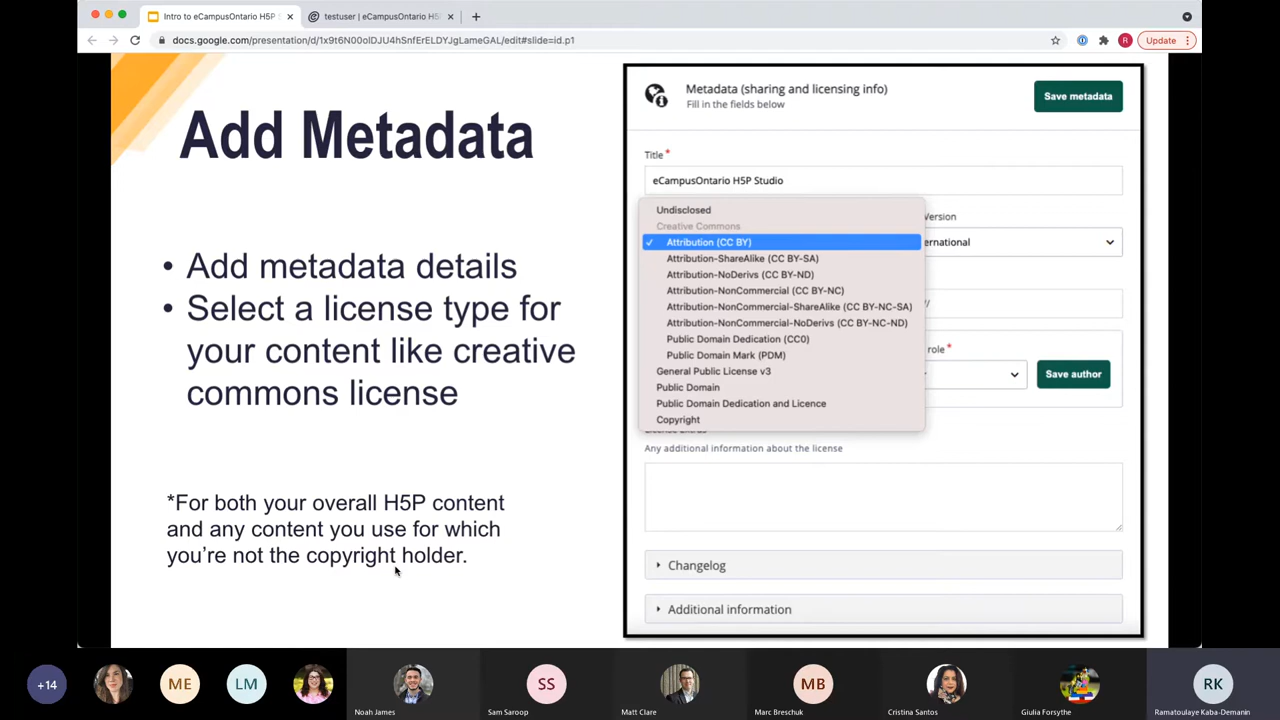 Intro to eCampusOntario H5P S
testuser | eCampusOntario H5
docs.google.com/presentation/d/1x9t6N00olDJU4hSnfErELDYJgLameGAL/edit#slide=id.p1
R
Update
Add Metadata
• Add metadata details
• Select a license type for
your content like creative
commons license
*For both your overall H5P content
and any content you use for which
you're not the copyright holder.
Metadata (sharing and licensing info)
Fill in the fields below
Save metadata
Title *
eCampusOntario H5P Studio
Undisclosed
Creative Commons
Version
✓ Attribution (CC BY)
ernational
Attribution-ShareAlike (CC BY-SA)
Attribution-NoDerivs (CC BY-ND)
Attribution-NonCommercial (CC BY-NC)
Attribution-NonCommercial-ShareAlike (CC BY-NC-SA)
//
Attribution-NonCommercial-NoDerivs (CC BY-NC-ND)
Public Domain Dedication (CC0)
Public Domain Mark (PDM)
role *
General Public License v3
Save author
Public Domain
Public Domain Dedication and Licence
Copyright
Any additional information about the license
Changelog
Additional information
+14
ME
LM
Noah James
SS
Sam Saroop
Matt Clare
MB
Marc Breschuk
Cristina Santos
Giulia Forsythe
RK
Ramatoulaye Kaba-Demanin